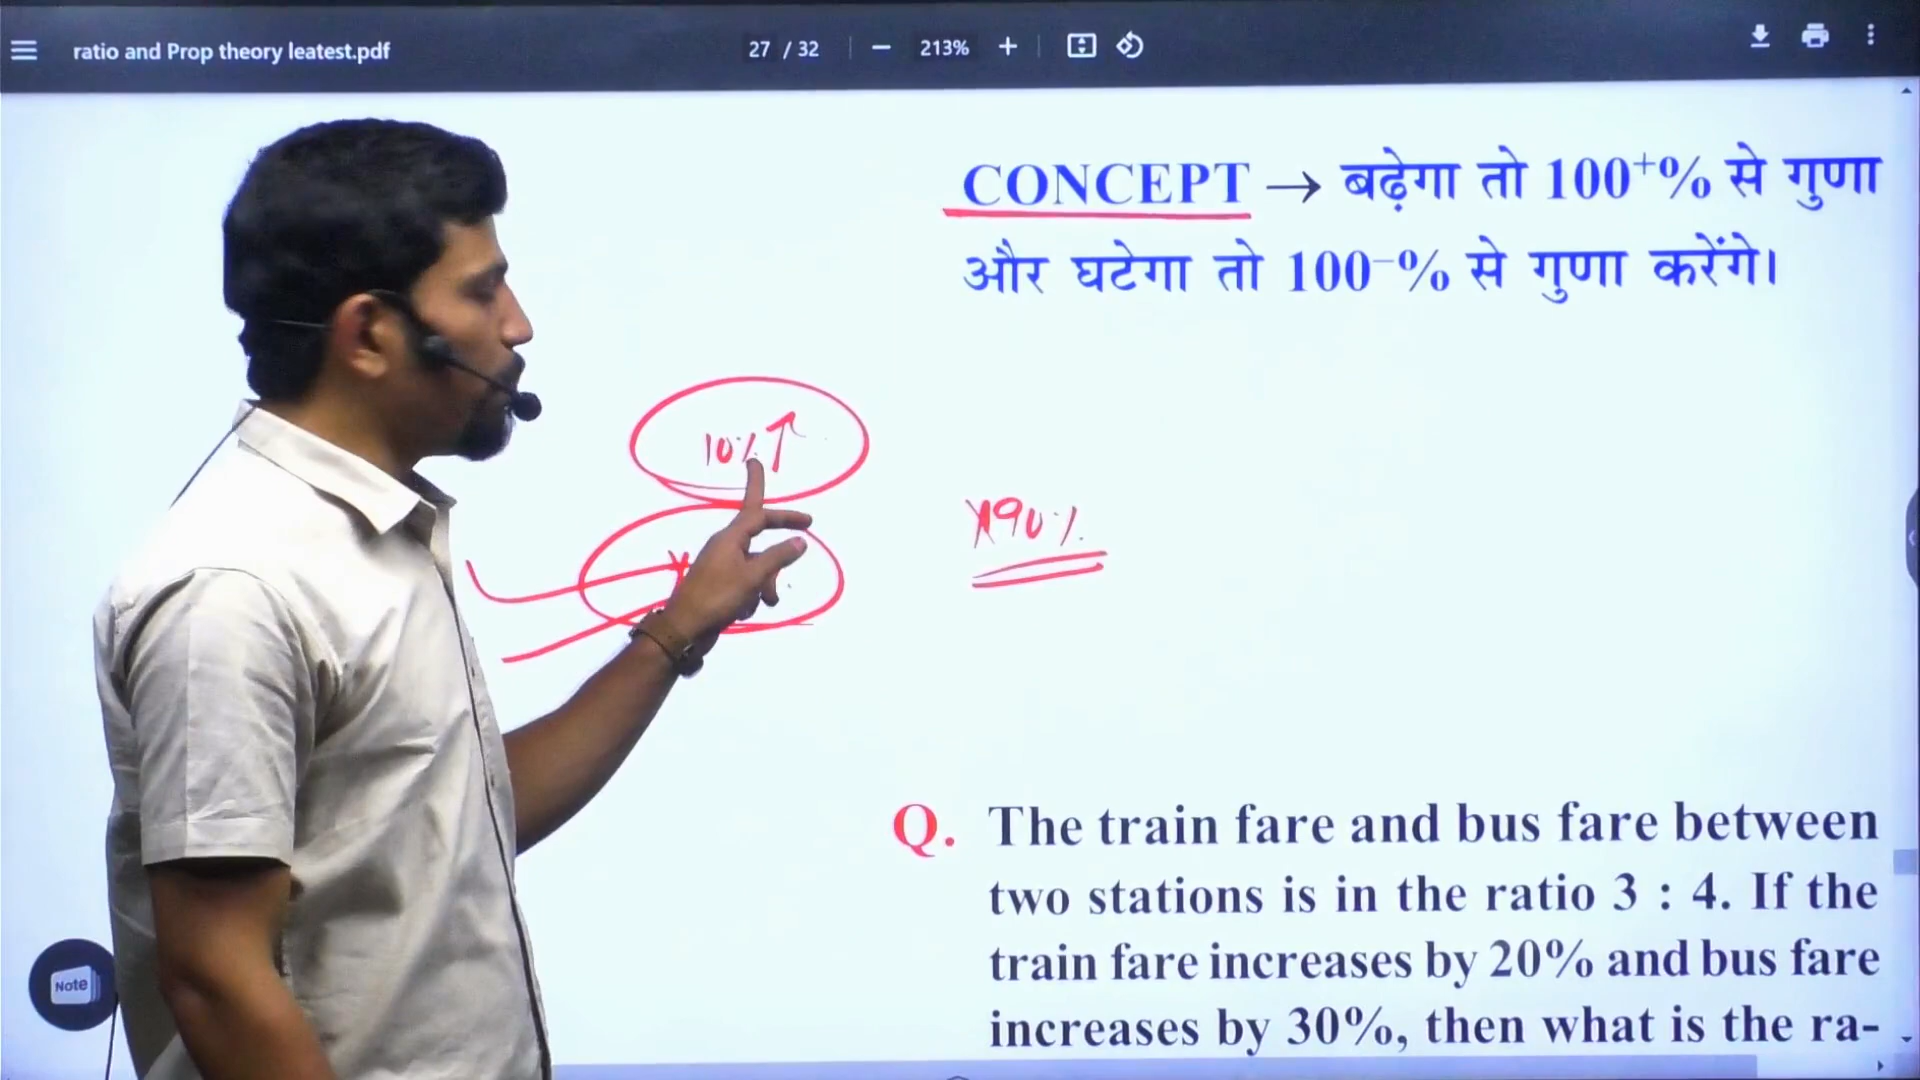 ratio and Prop theory leatest.pdf
27 / 32
213%
CONCEPT → बढ़ेगा तो 100⁺% से गुणा
और घटेगा तो 100⁻% से गुणा करेंगे।
10%↑
×90%
Q. The train fare and bus fare between
two stations is in the ratio 3 : 4. If the
train fare increases by 20% and bus fare
increases by 30%, then what is the ra-
Note